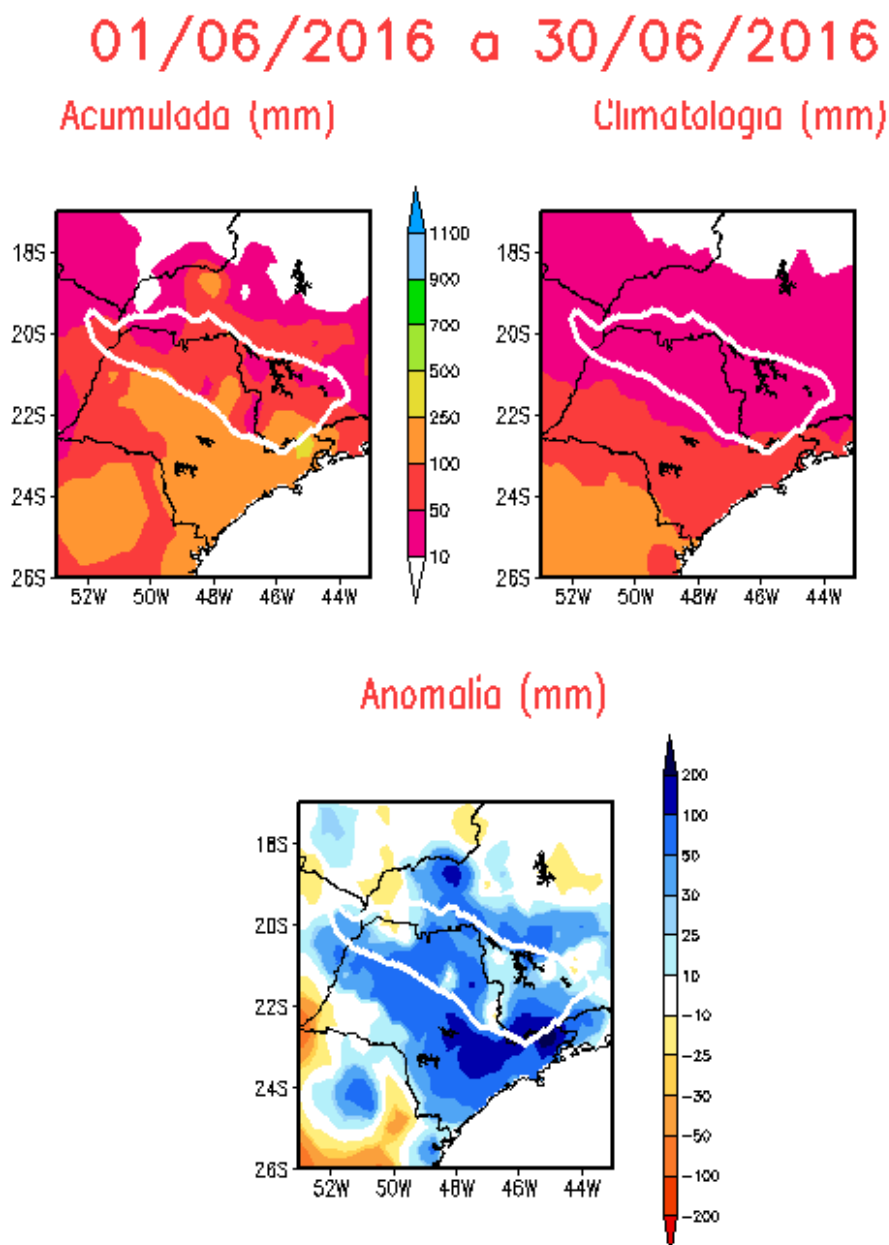 01/06/2016 a 30/06/2016
Acumulada (mm)
Climatologia (mm)
18S
20S
22S
24S
26S
52W 50W 48W 46W 44W
1100
900
700
500
250
100
50
10
18S
20S
22S
24S
26S
52W 50W 48W 46W 44W
Anomalia (mm)
18S
20S
22S
24S
26S
52W 50W 48W 46W 44W
200
100
50
30
25
10
-10
-25
-30
-50
-100
-200